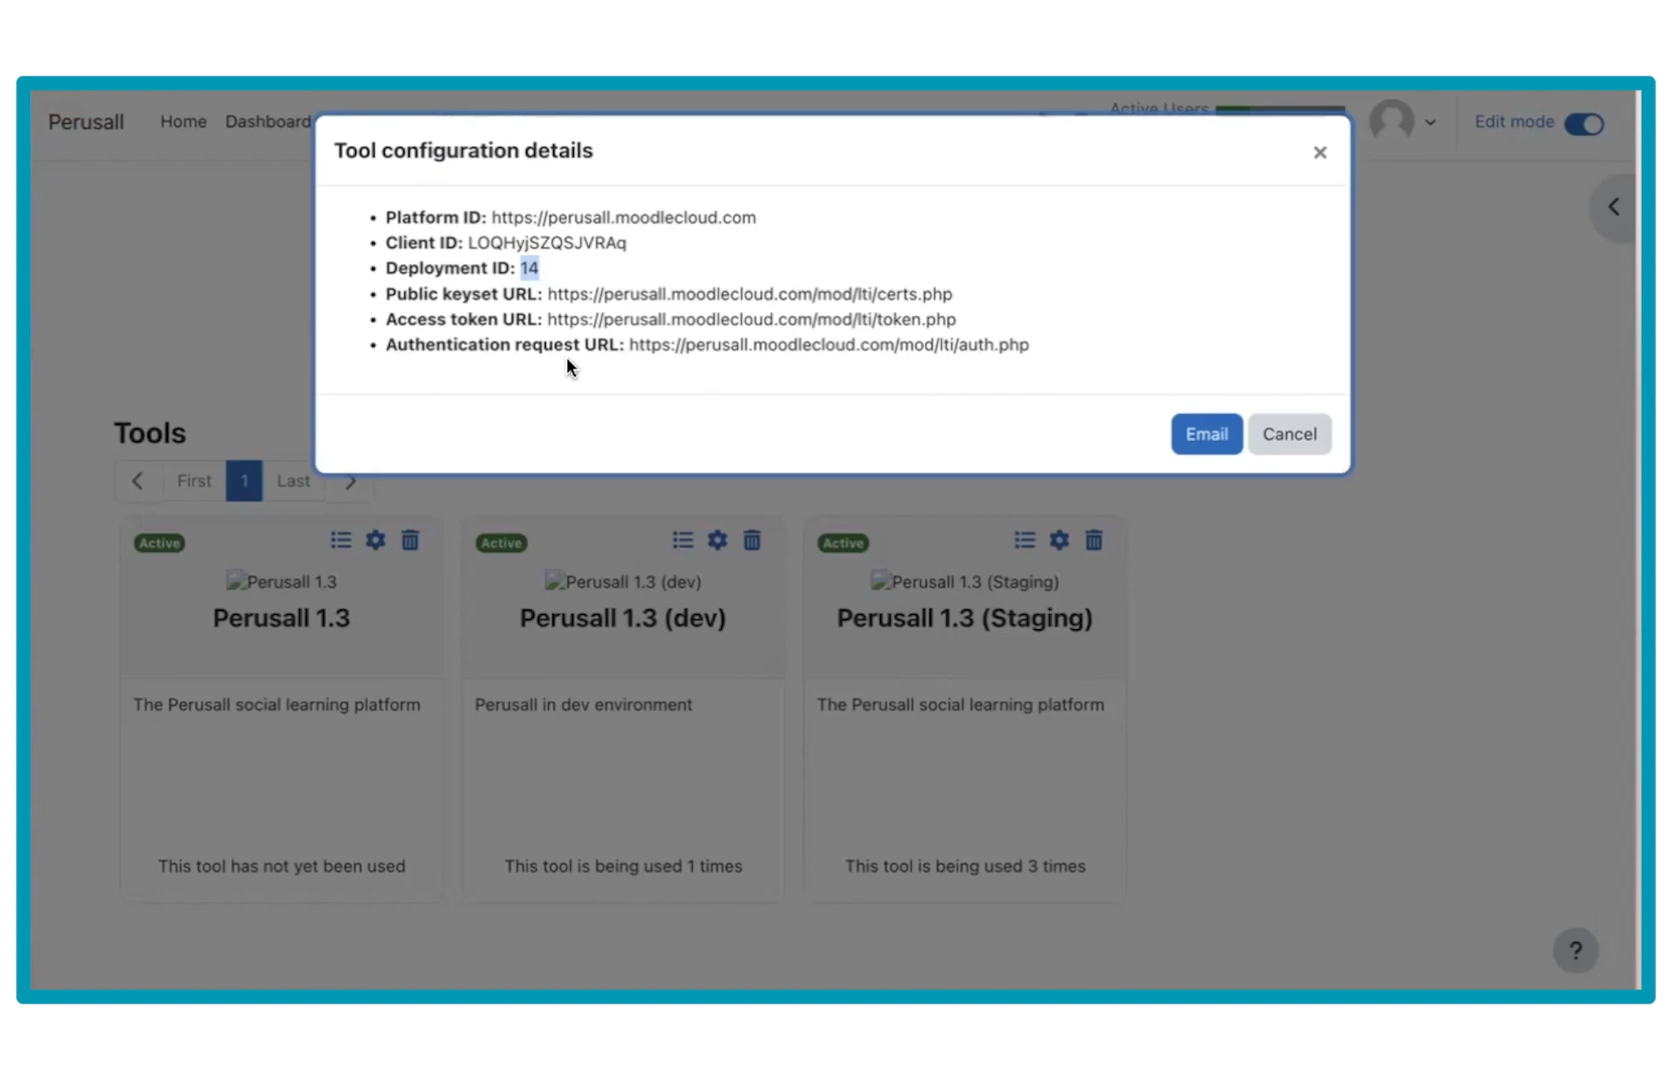 Perusall Home Dashboard Active Users Edit mode
Tool configuration details
Platform ID: https://perusall.moodlecloud.com
Client ID: LOQHyjSZQSJVRAq
Deployment ID: 14
Public keyset URL: https://perusall.moodlecloud.com/mod/lti/certs.php
Access token URL: https://perusall.moodlecloud.com/mod/lti/token.php
Authentication request URL: https://perusall.moodlecloud.com/mod/lti/auth.php
Email Cancel
Tools
First 1 Last
Active
Perusall 1.3
Perusall 1.3
The Perusall social learning platform
This tool has not yet been used
Active
Perusall 1.3 (dev)
Perusall 1.3 (dev)
Perusall in dev environment
This tool is being used 1 times
Active
Perusall 1.3 (Staging)
Perusall 1.3 (Staging)
The Perusall social learning platform
This tool is being used 3 times
?